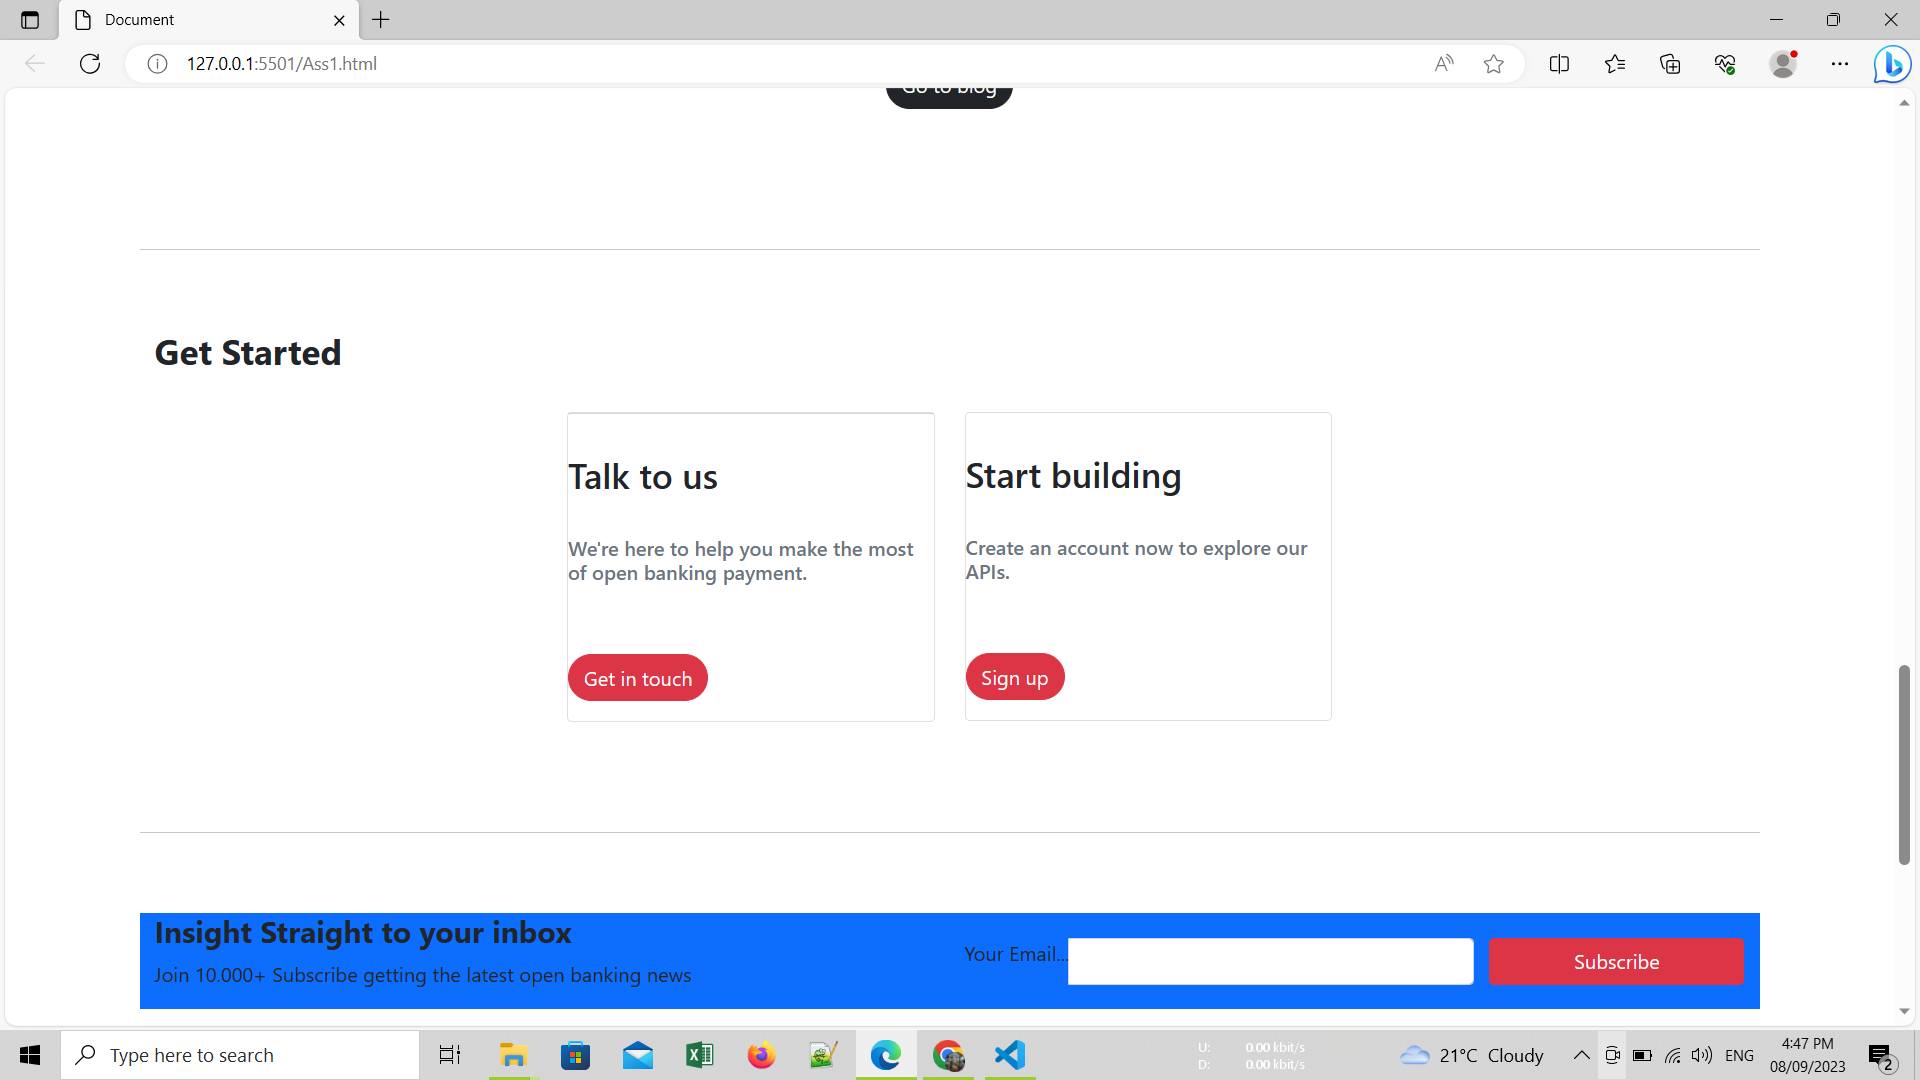 Document
127.0.0.1:5501/Ass1.html
Go to blog
Get Started
Talk to us
We're here to help you make the most
of open banking payment.
Get in touch
Start building
Create an account now to explore our
APIs.
Sign up
Insight Straight to your inbox
Join 10.000+ Subscribe getting the latest open banking news
Your Email...
Subscribe
Type here to search
U: 0.00 kbit/s
D: 0.00 kbit/s
21°C Cloudy
ENG
4:47 PM
08/09/2023
2